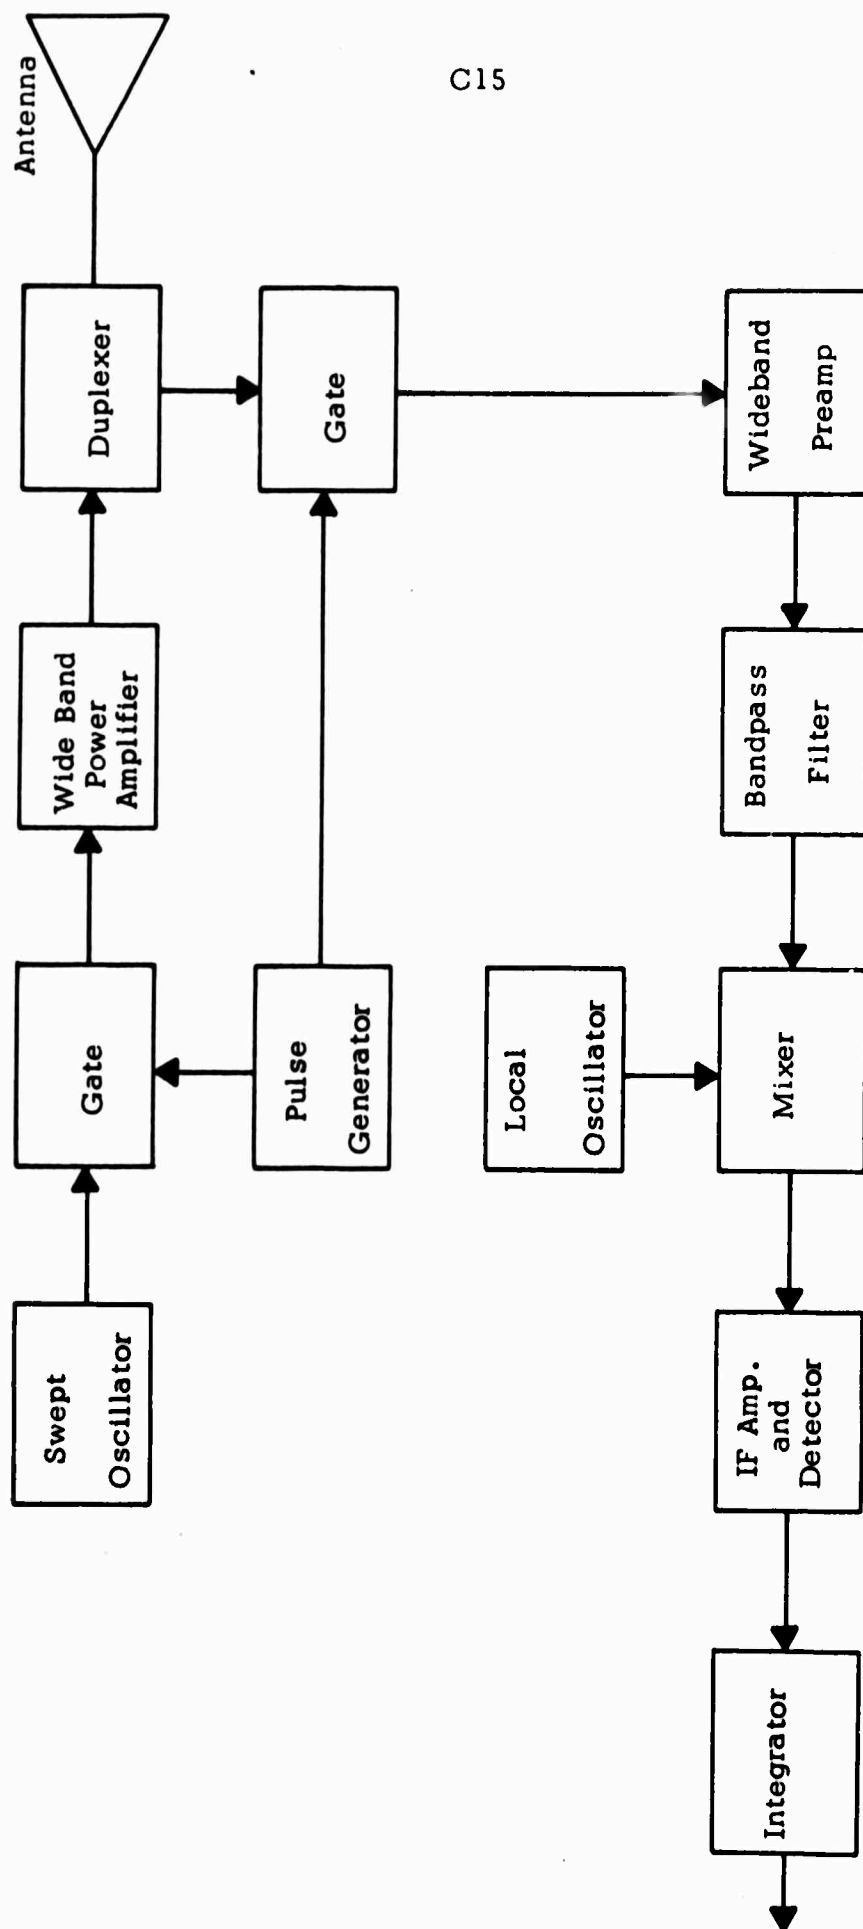 C15
Swept
Oscillator
Gate
Wide Band
Power
Amplifier
Duplexer
Antenna
Pulse
Generator
Gate
Local
Oscillator
Integrator
IF Amp.
and
Detector
Mixer
Bandpass
Filter
Wideband
Preamp